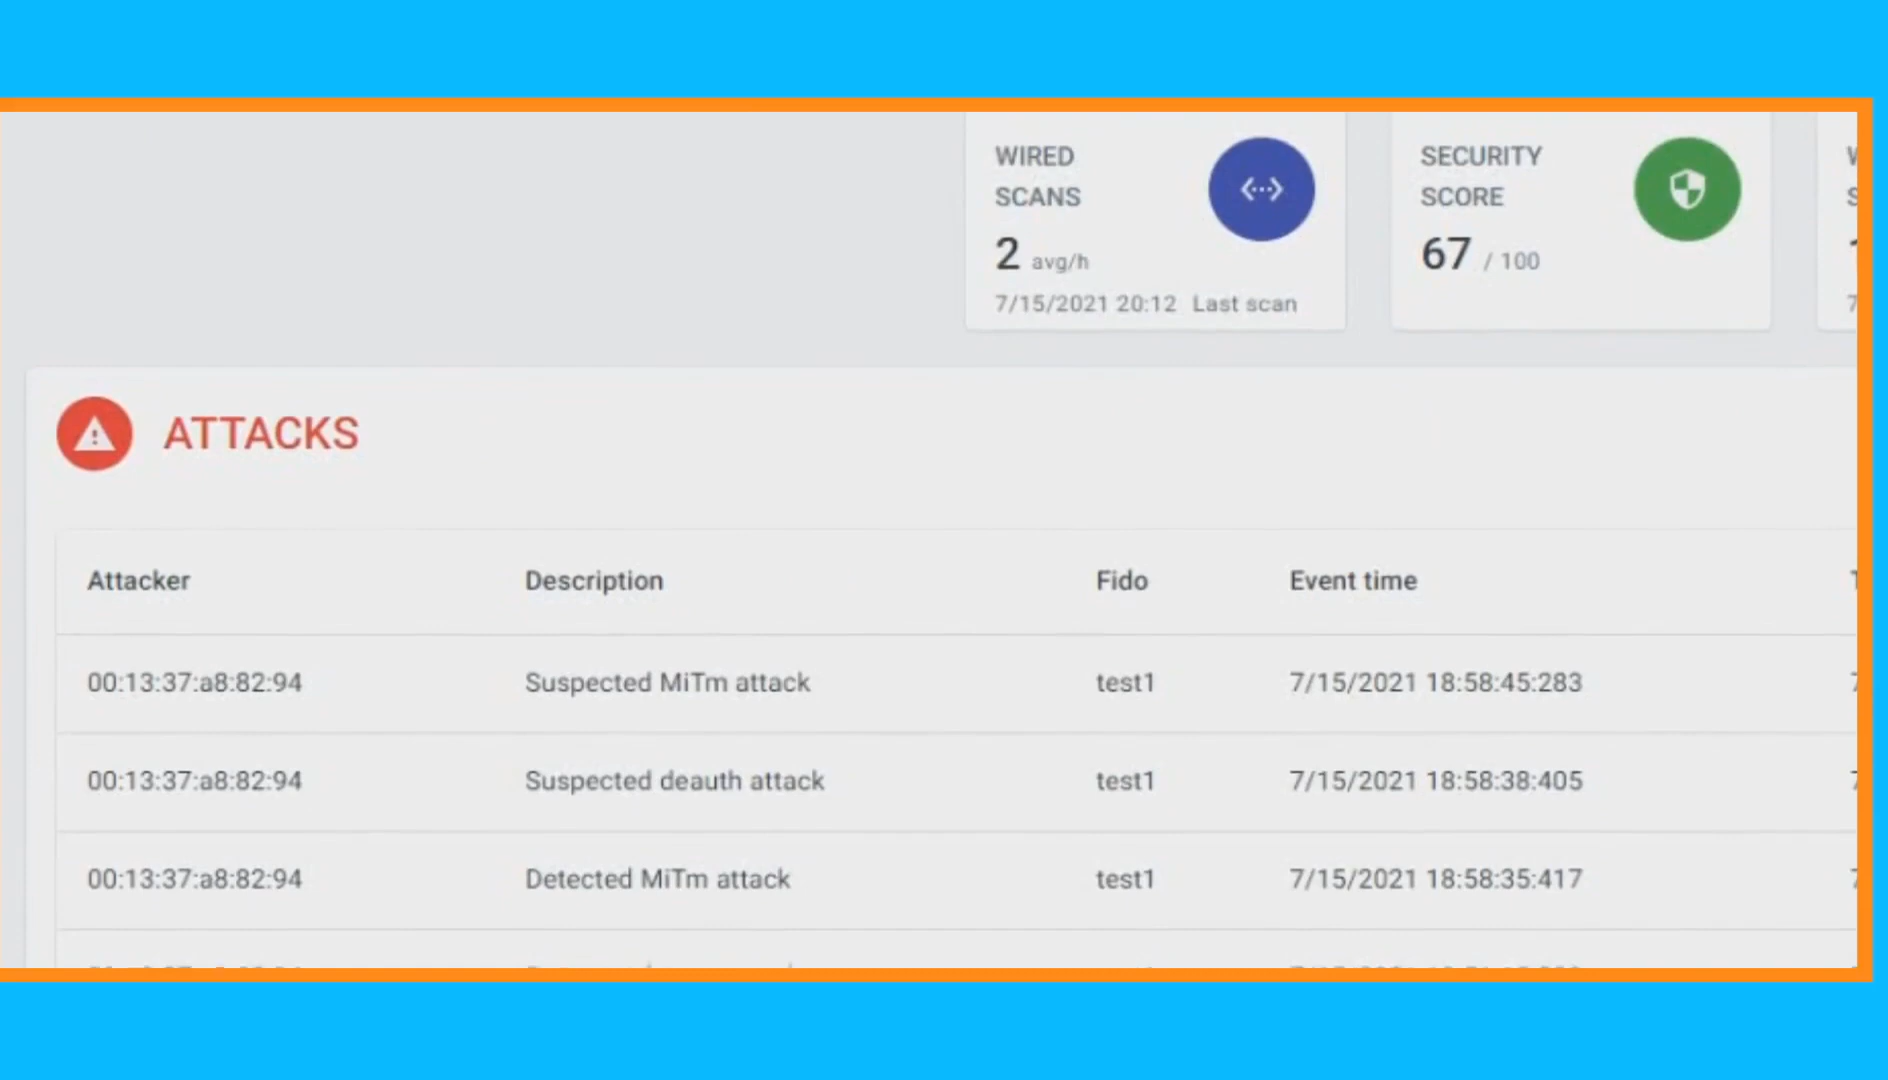 WIRED
SCANS
2 avg/h
7/15/2021 20:12 Last scan
SECURITY
SCORE
67 / 100
ATTACKS
Attacker Description Fido Event time
00:13:37:a8:82:94 Suspected MiTm attack test1 7/15/2021 18:58:45:283
00:13:37:a8:82:94 Suspected deauth attack test1 7/15/2021 18:58:38:405
00:13:37:a8:82:94 Detected MiTm attack test1 7/15/2021 18:58:35:417